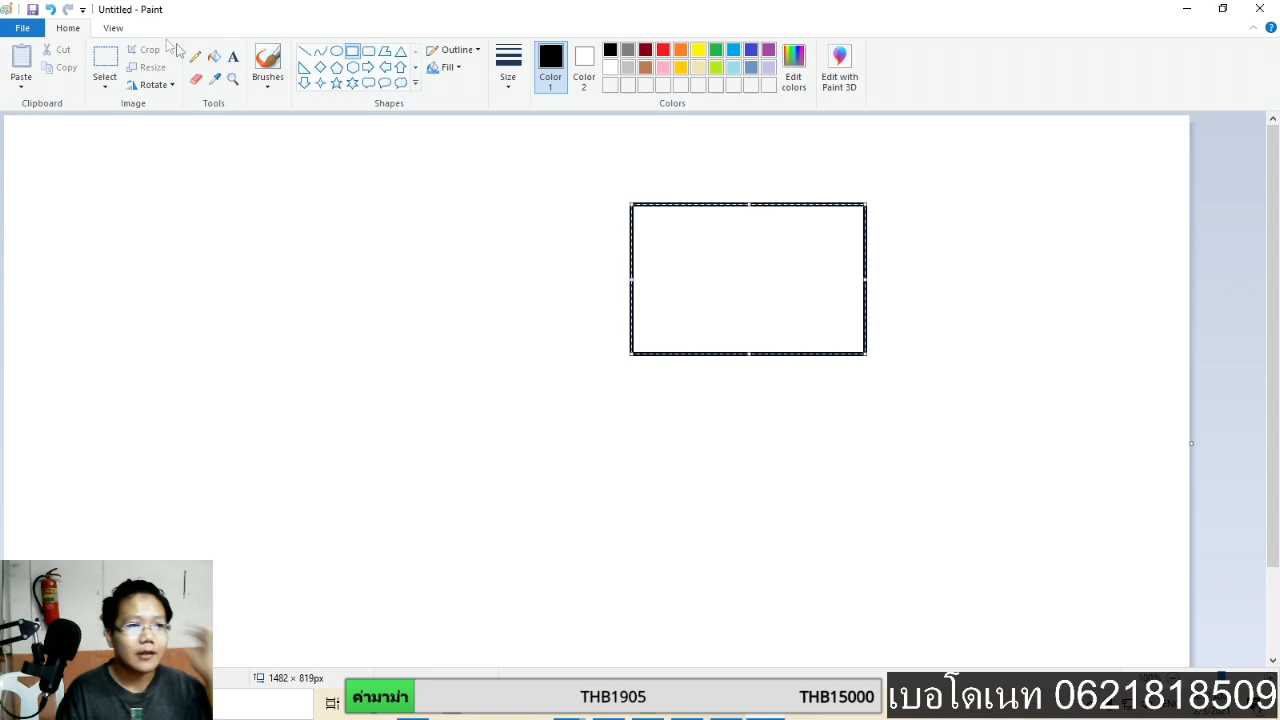 Untitled - Paint
File Home View
Paste
Cut
Copy
Clipboard
Select
Crop
Resize
Rotate
Image
Tools
Brushes
Shapes
Outline
Fill
Size
Color 1
Color 2
Colors
Edit colors
Edit with Paint 3D
1482 × 819px
100%
ค่ามาม่า THB1905 THB15000
เบอโดเนท 0621818509